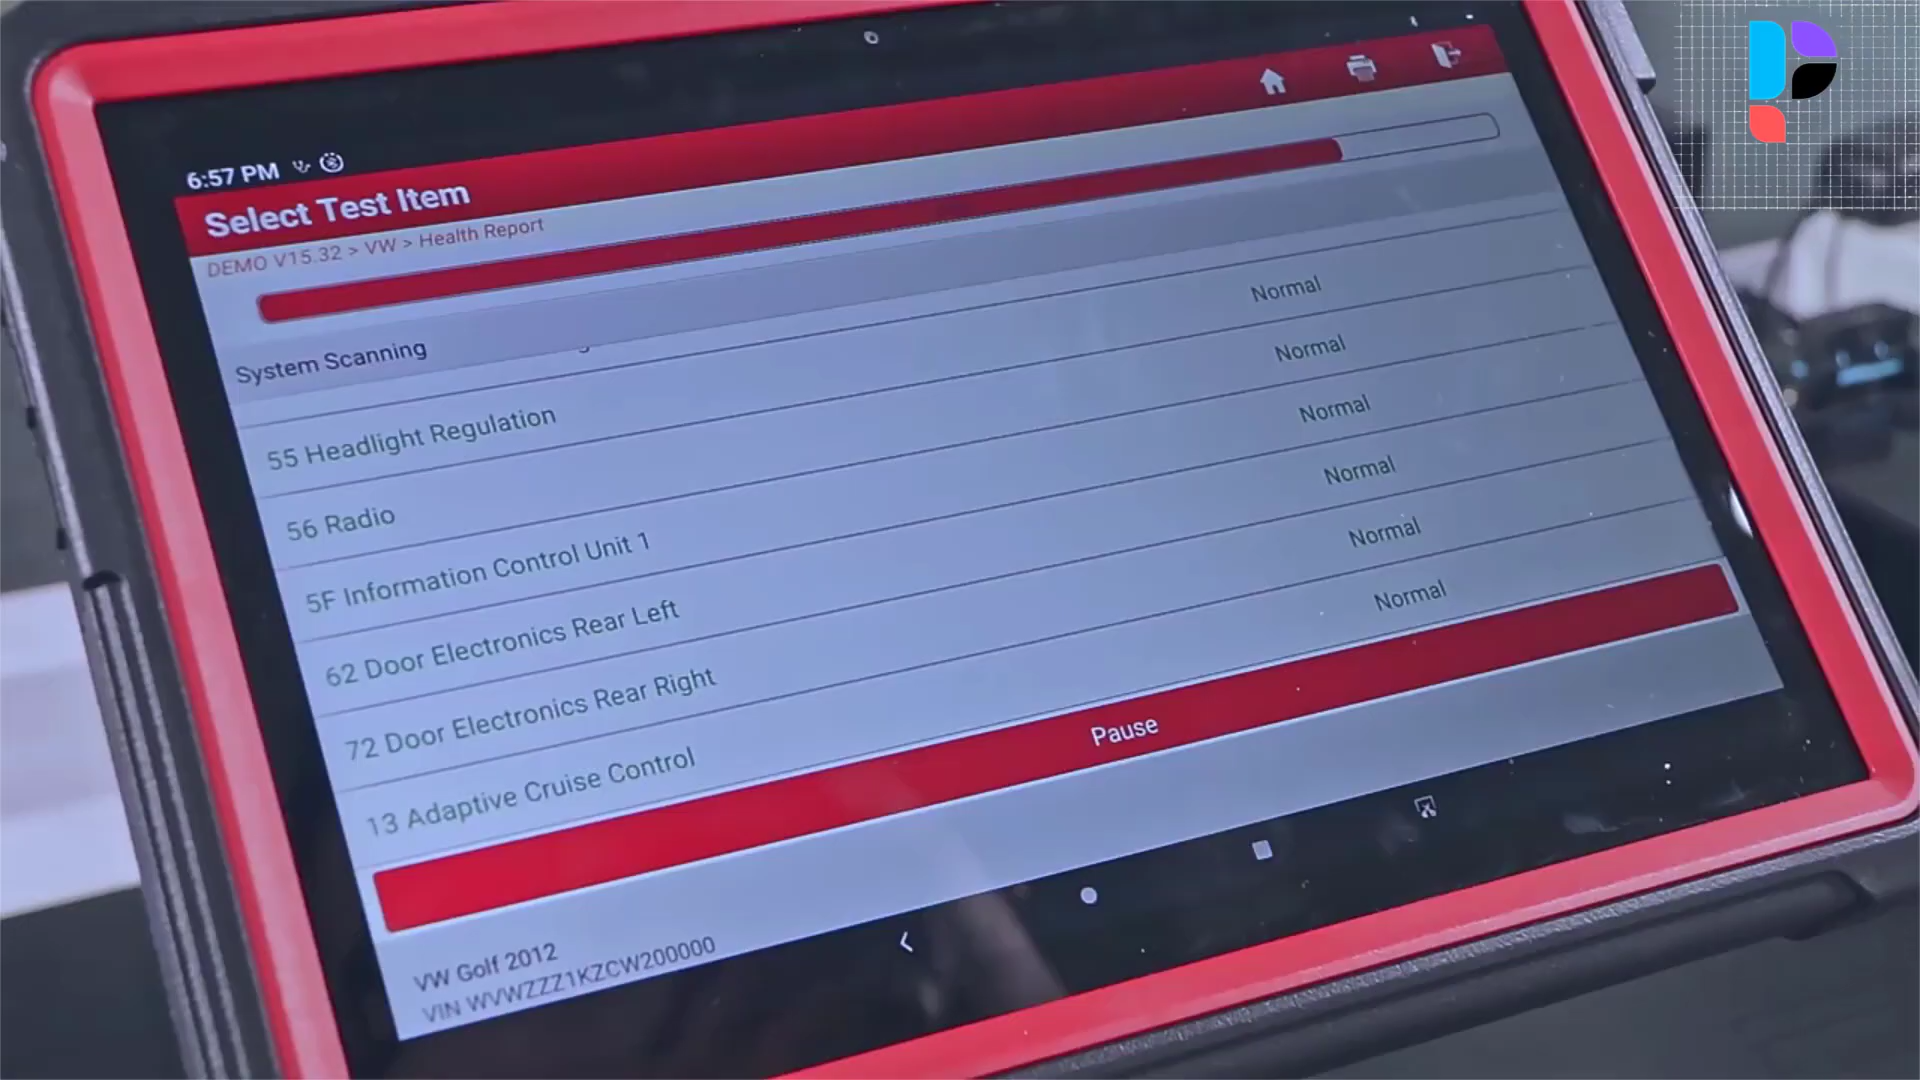 6:57 PM
Select Test Item
DEMO V15.32 > VW > Health Report
System Scanning
Normal
55 Headlight Regulation
Normal
56 Radio
Normal
5F Information Control Unit 1
Normal
62 Door Electronics Rear Left
Normal
72 Door Electronics Rear Right
Normal
13 Adaptive Cruise Control
Pause
VW Golf 2012
VIN WVWZZZ1KZCW200000